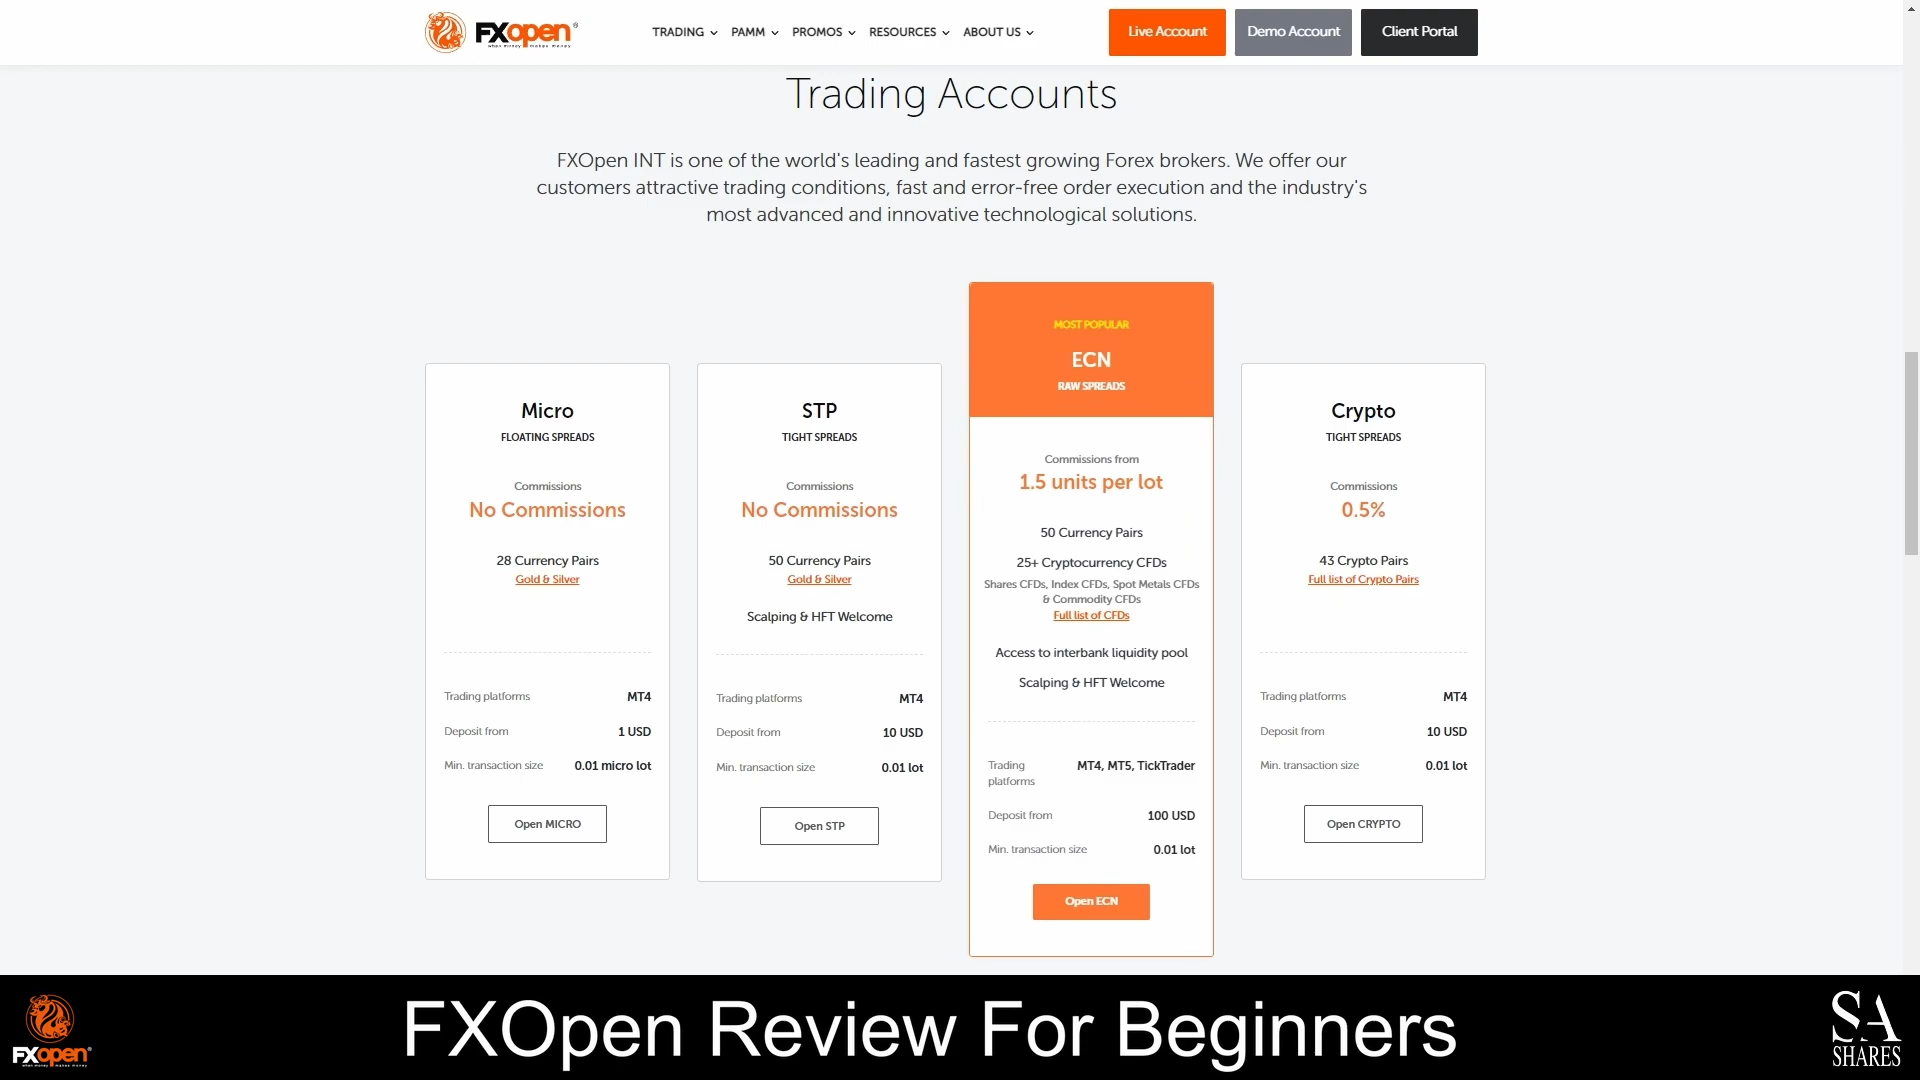 FXOpen®
when money makes money
TRADING
PAMM
PROMOS
RESOURCES
ABOUT US
Live Account
Demo Account
Client Portal
Trading Accounts
FXOpen INT is one of the world's leading and fastest growing Forex brokers. We offer our
customers attractive trading conditions, fast and error-free order execution and the industry's
most advanced and innovative technological solutions.
Micro
FLOATING SPREADS
Commissions
No Commissions
28 Currency Pairs
Gold & Silver
Trading platforms MT4
Deposit from 1 USD
Min. transaction size 0.01 micro lot
Open MICRO
STP
TIGHT SPREADS
Commissions
No Commissions
50 Currency Pairs
Gold & Silver
Scalping & HFT Welcome
Trading platforms MT4
Deposit from 10 USD
Min. transaction size 0.01 lot
Open STP
MOST POPULAR
ECN
RAW SPREADS
Commissions from
1.5 units per lot
50 Currency Pairs
25+ Cryptocurrency CFDs
Shares CFDs, Index CFDs, Spot Metals CFDs
& Commodity CFDs
Full list of CFDs
Access to interbank liquidity pool
Scalping & HFT Welcome
Trading MT4, MT5, TickTrader
platforms
Deposit from 100 USD
Min. transaction size 0.01 lot
Open ECN
Crypto
TIGHT SPREADS
Commissions
0.5%
43 Crypto Pairs
Full list of Crypto Pairs
Trading platforms MT4
Deposit from 10 USD
Min. transaction size 0.01 lot
Open CRYPTO
FXOpen®
when money makes money
FXOpen Review For Beginners
SA
SHARES